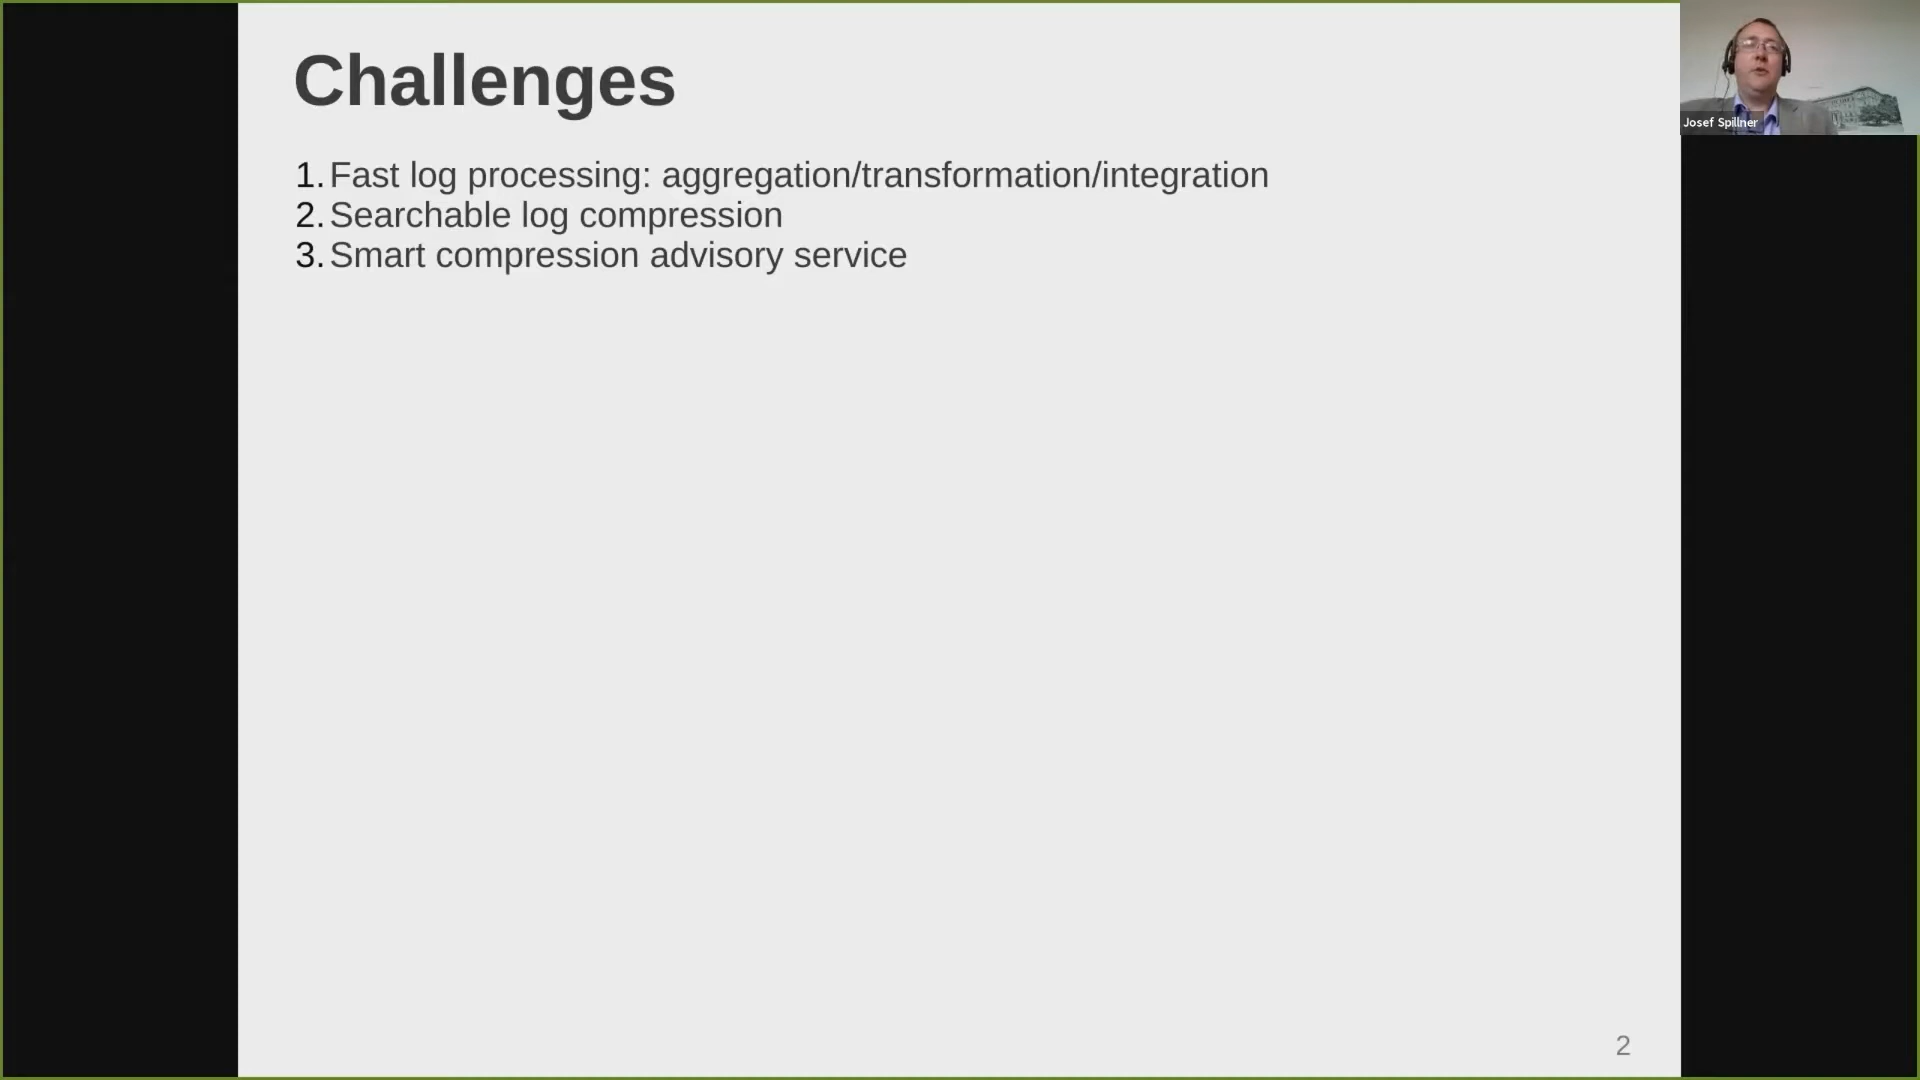 Challenges
1. Fast log processing: aggregation/transformation/integration
2. Searchable log compression
3. Smart compression advisory service
Josef Spillner
2